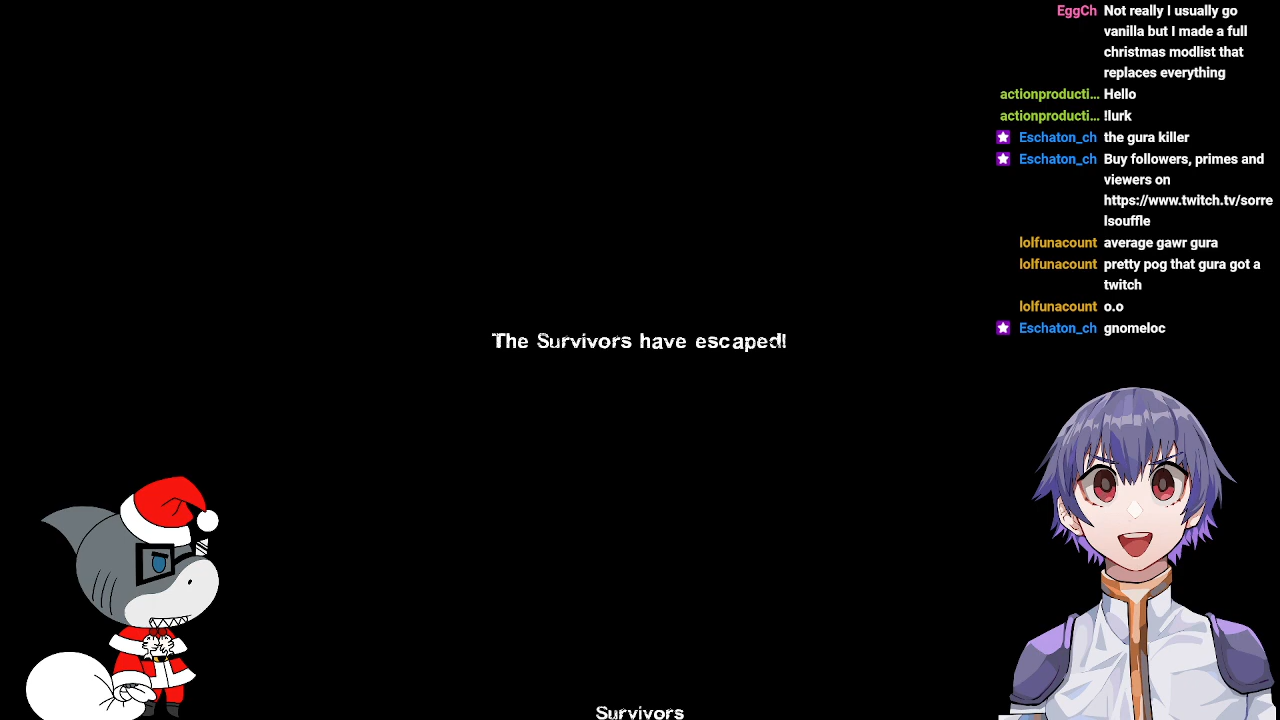 EggCh Not really I usually go
vanilla but I made a full
christmas modlist that
replaces everything
actionproducti... Hello
actionproducti... !lurk
Eschaton_ch the gura killer
Eschaton_ch Buy followers, primes and
viewers on
https://www.twitch.tv/sorre
lsouffle
lolfunacount average gawr gura
lolfunacount pretty pog that gura got a
twitch
lolfunacount o.o
Eschaton_ch gnomeloc
The Survivors have escaped!
Survivors